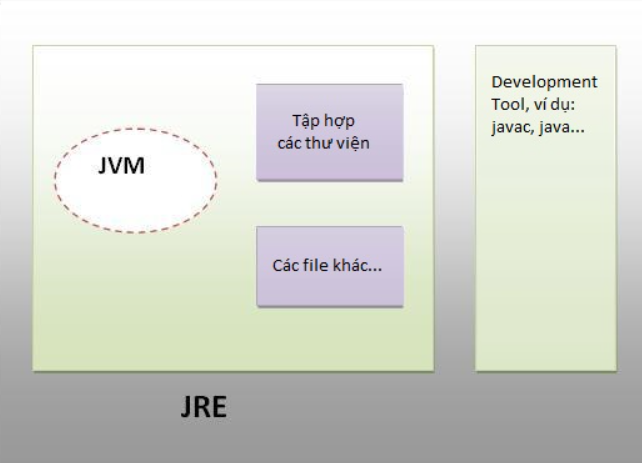 JVM
Tập hợp
các thư viện
Các file khác...
Development
Tool, ví dụ:
javac, java...
JRE